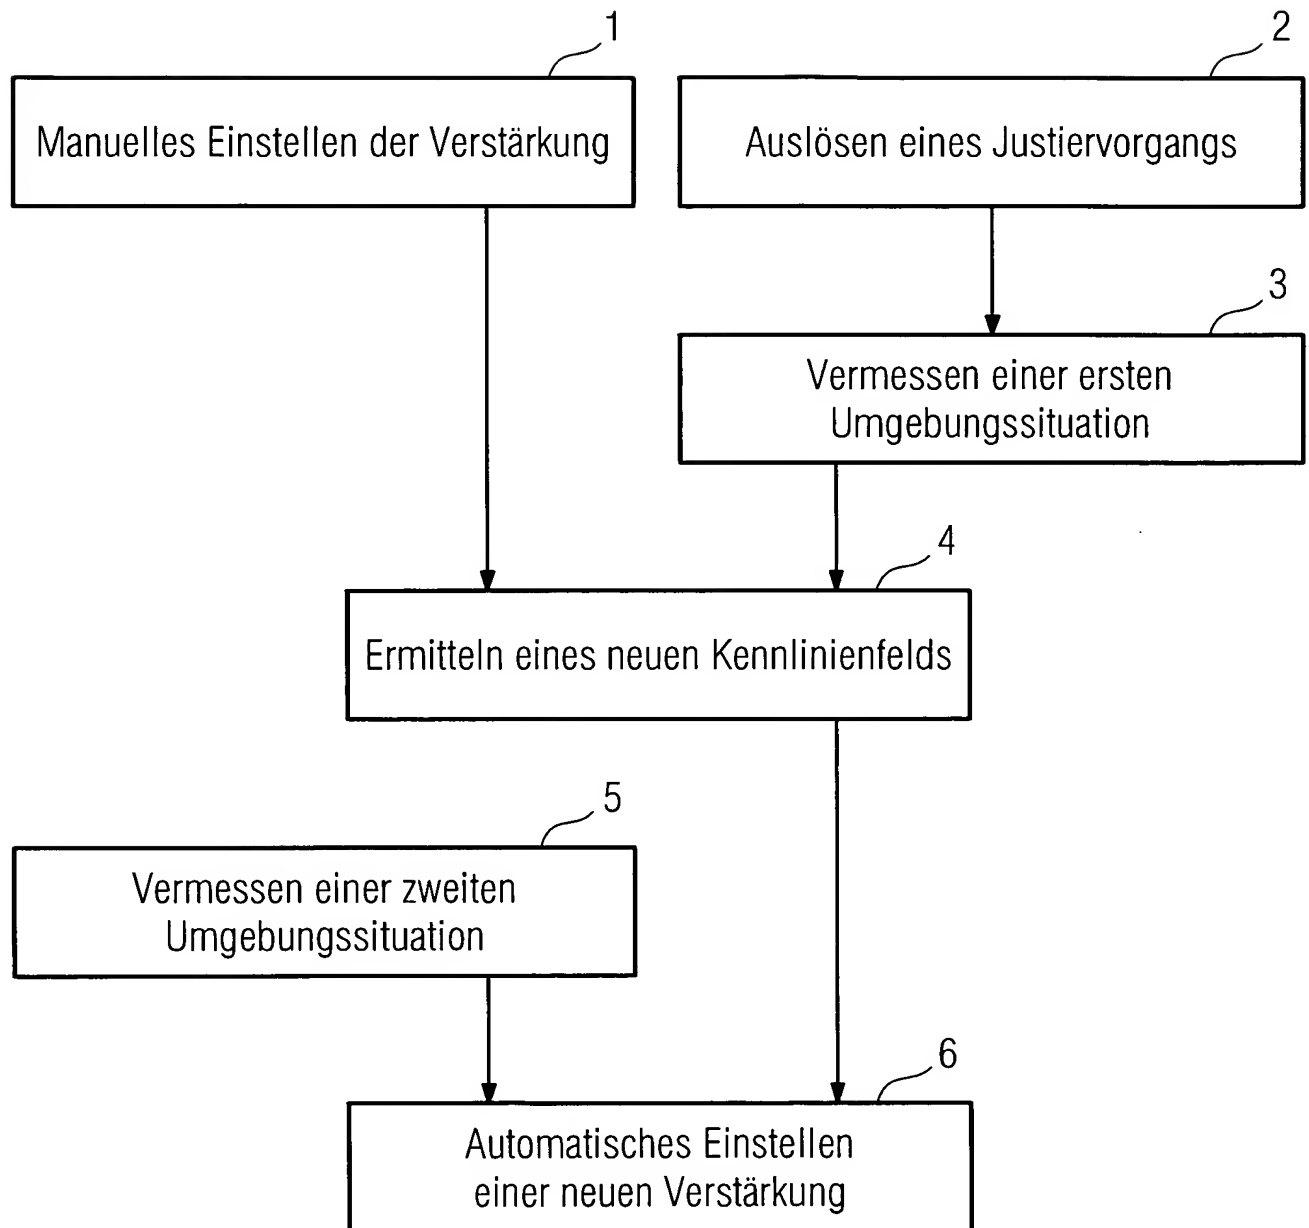 1
Manuelles Einstellen der Verstärkung
2
Auslösen eines Justiervorgangs
3
Vermessen einer ersten
Umgebungssituation
4
Ermitteln eines neuen Kennlinienfelds
5
Vermessen einer zweiten
Umgebungssituation
6
Automatisches Einstellen
einer neuen Verstärkung